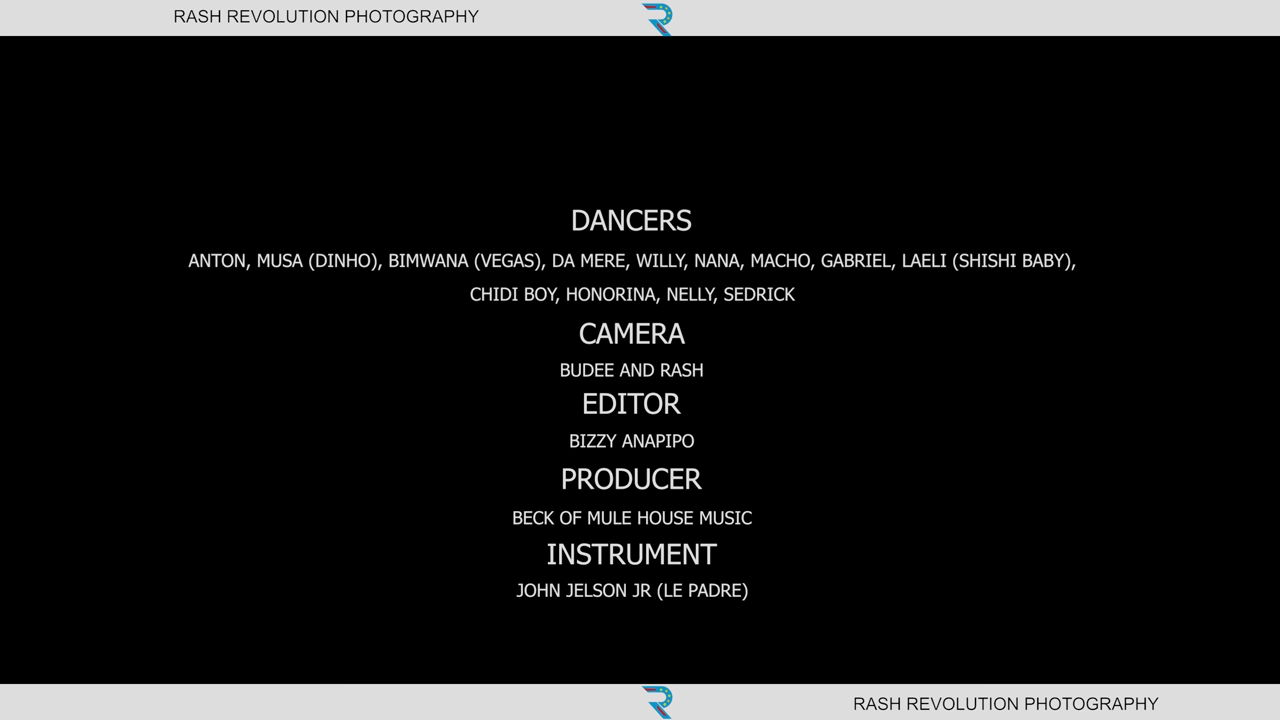 RASH REVOLUTION PHOTOGRAPHY
DANCERS
ANTON, MUSA (DINHO), BIMWANA (VEGAS), DA MERE, WILLY, NANA, MACHO, GABRIEL, LAELI (SHISHI BABY),
CHIDI BOY, HONORINA, NELLY, SEDRICK
CAMERA
BUDEE AND RASH
EDITOR
BIZZY ANAPIPO
PRODUCER
BECK OF MULE HOUSE MUSIC
INSTRUMENT
JOHN JELSON JR (LE PADRE)
RASH REVOLUTION PHOTOGRAPHY